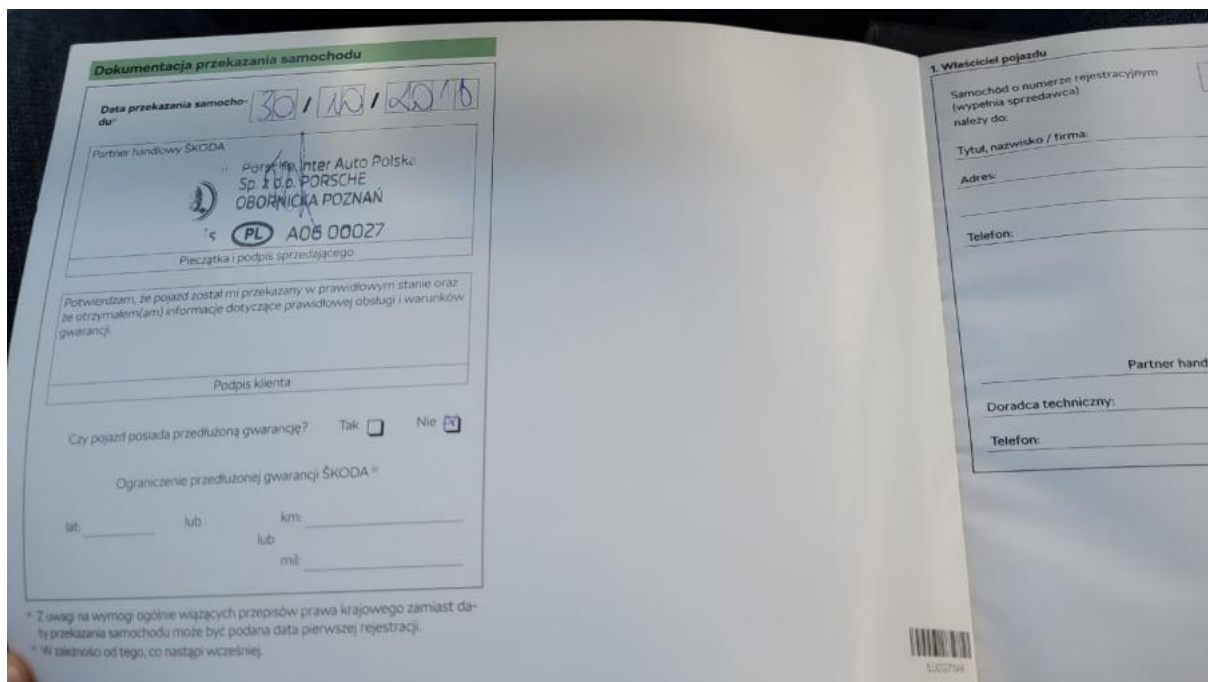 Dokumentacja przekazania samochodu
Data przekazania samocho-
du¹⁾
30 / 10 / 2018
Partner handlowy ŠKODA
Inter Auto Polska
Sp. z o.o. PORSCHE
OBORNICKA POZNAŃ
PL A06 00027
Pieczątka i podpis sprzedającego
Potwierdzam, że pojazd został mi przekazany w prawidłowym stanie oraz
że otrzymałem(am) informacje dotyczące prawidłowej obsługi i warunków
gwarancji.
Podpis klienta
Czy pojazd posiada przedłużoną gwarancję? Tak Nie
Ograniczenie przedłużonej gwarancji ŠKODA
lat: lub km:
lub
mil:
Z uwagi na wymogi ogólnie wiążących przepisów prawa krajowego zamiast da-
ty przekazania samochodu może być podana data pierwszej rejestracji.
W zależności od tego, co nastąpi wcześniej.
1. Właściciel pojazdu
Samochód o numerze rejestracyjnym
(wypełnia sprzedawca)
należy do:
Tytuł, nazwisko / firma:
Adres:
Telefon:
Partner hand
Doradca techniczny:
Telefon: